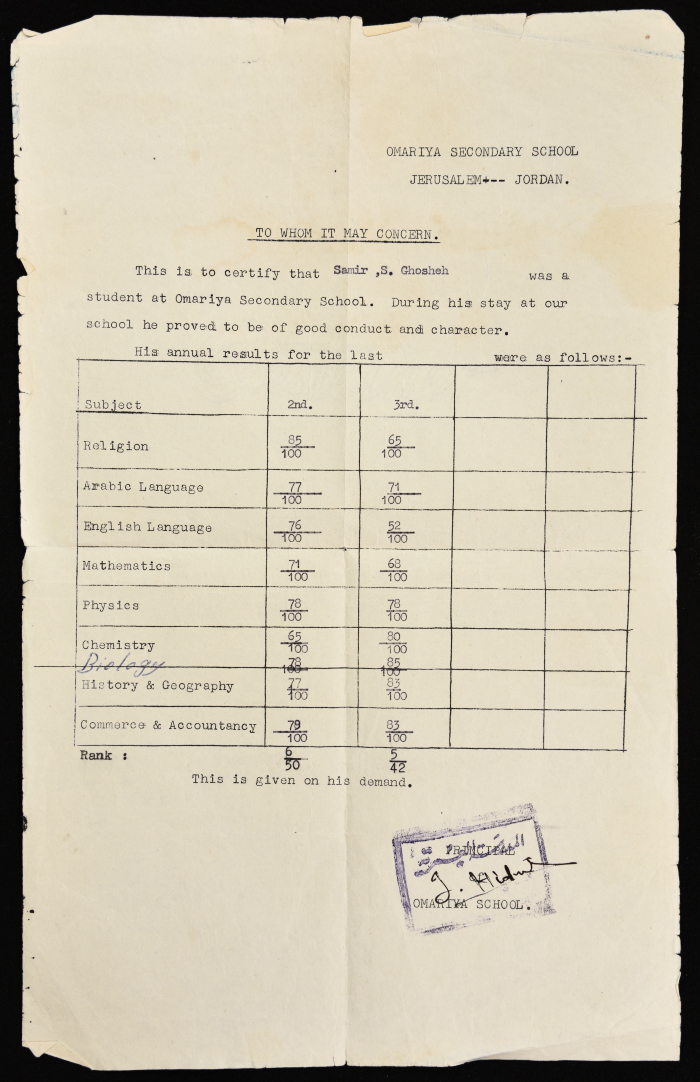 OMARIYA SECONDARY SCHOOL
JERUSALEM--- JORDAN.
TO WHOM IT MAY CONCERN.
This is to certify that Samir ,S. Ghosheh was a
student at Omariya Secondary School. During his stay at our
school he proved to be of good conduct and character.
His annual results for the last were as follows:-
Subject 2nd. 3rd.
Religion 85/100 65/100
Arabic Language 77/100 71/100
English Language 76/100 52/100
Mathematics 71/100 68/100
Physics 78/100 78/100
Chemistry 65/100 80/100
Biology 78/100 85/100
History & Geography 77/100 83/100
Commerce & Accountancy 79/100 83/100
Rank : 6/50 5/42
This is given on his demand.
PRINCIPAL
OMARIYA SCHOOL.